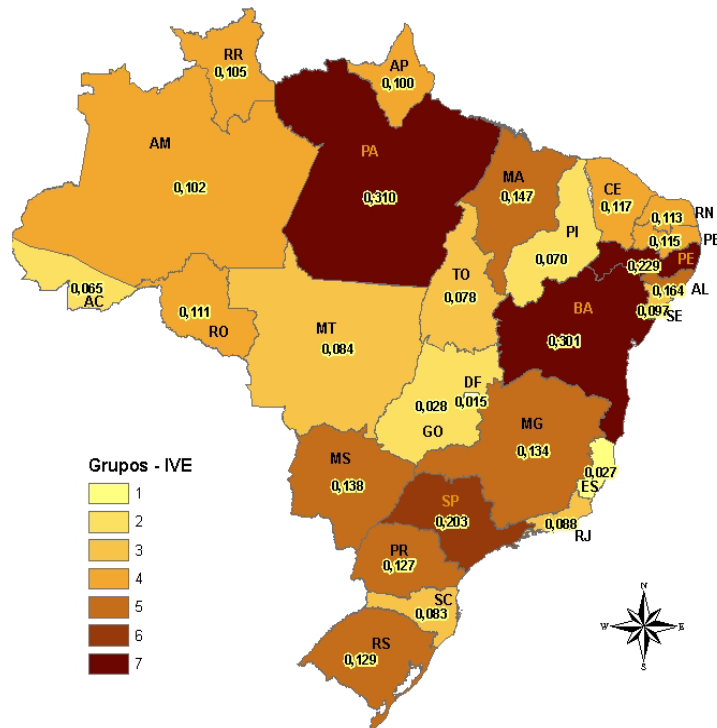 RR
0,105
AP
0,100
AM
0,102
PA
0,310
MA
0,147
CE
0,117
RN
0,113
PB
0,115
PI
0,070
PE
0,229
AL
0,164
SE
0,097
AC
0,065
RO
0,111
TO
0,078
BA
0,301
MT
0,084
DF
0,015
GO
0,028
MG
0,134
ES
0,027
MS
0,138
SP
0,203
RJ
0,088
PR
0,127
SC
0,083
RS
0,129
Grupos - IVE
1
2
3
4
5
6
7
N
W
E
S